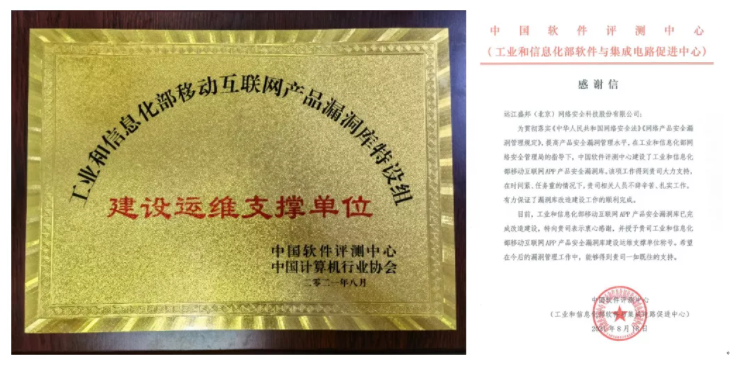 工业和信息化部移动互联网产品漏洞库特设组
建设运维支撑单位
中国软件评测中心
中国计算机行业协会
二零二一年八月
中国软件评测中心
(工业和信息化部软件与集成电路促进中心)
感谢信
远江盛邦(北京)网络安全科技股份有限公司:
为贯彻落实《中华人民共和国网络安全法》《网络产品安全漏
洞管理规定》,提高产品安全漏洞管理水平,在工业和信息化部网
络安全管理局的指导下,中国软件评测中心建设了工业和信息化
部移动互联网APP产品安全漏洞库。该项工作得到贵司大力支持,
在时间紧、任务重的情况下,贵司相关人员不辞辛苦、扎实工作,
有力保证了漏洞库改造建设工作的顺利完成。
目前,工业和信息化部移动互联网APP产品安全漏洞库已完
成改造建设,特向贵司表示衷心感谢,并授予贵司工业和信息化
部移动互联网APP产品安全漏洞库建设运维支撑单位称号。希望
在今后的漏洞管理工作中,能够得到贵司一如既往的支持。
中国软件评测中心
(工业和信息化部软件与集成电路促进中心)